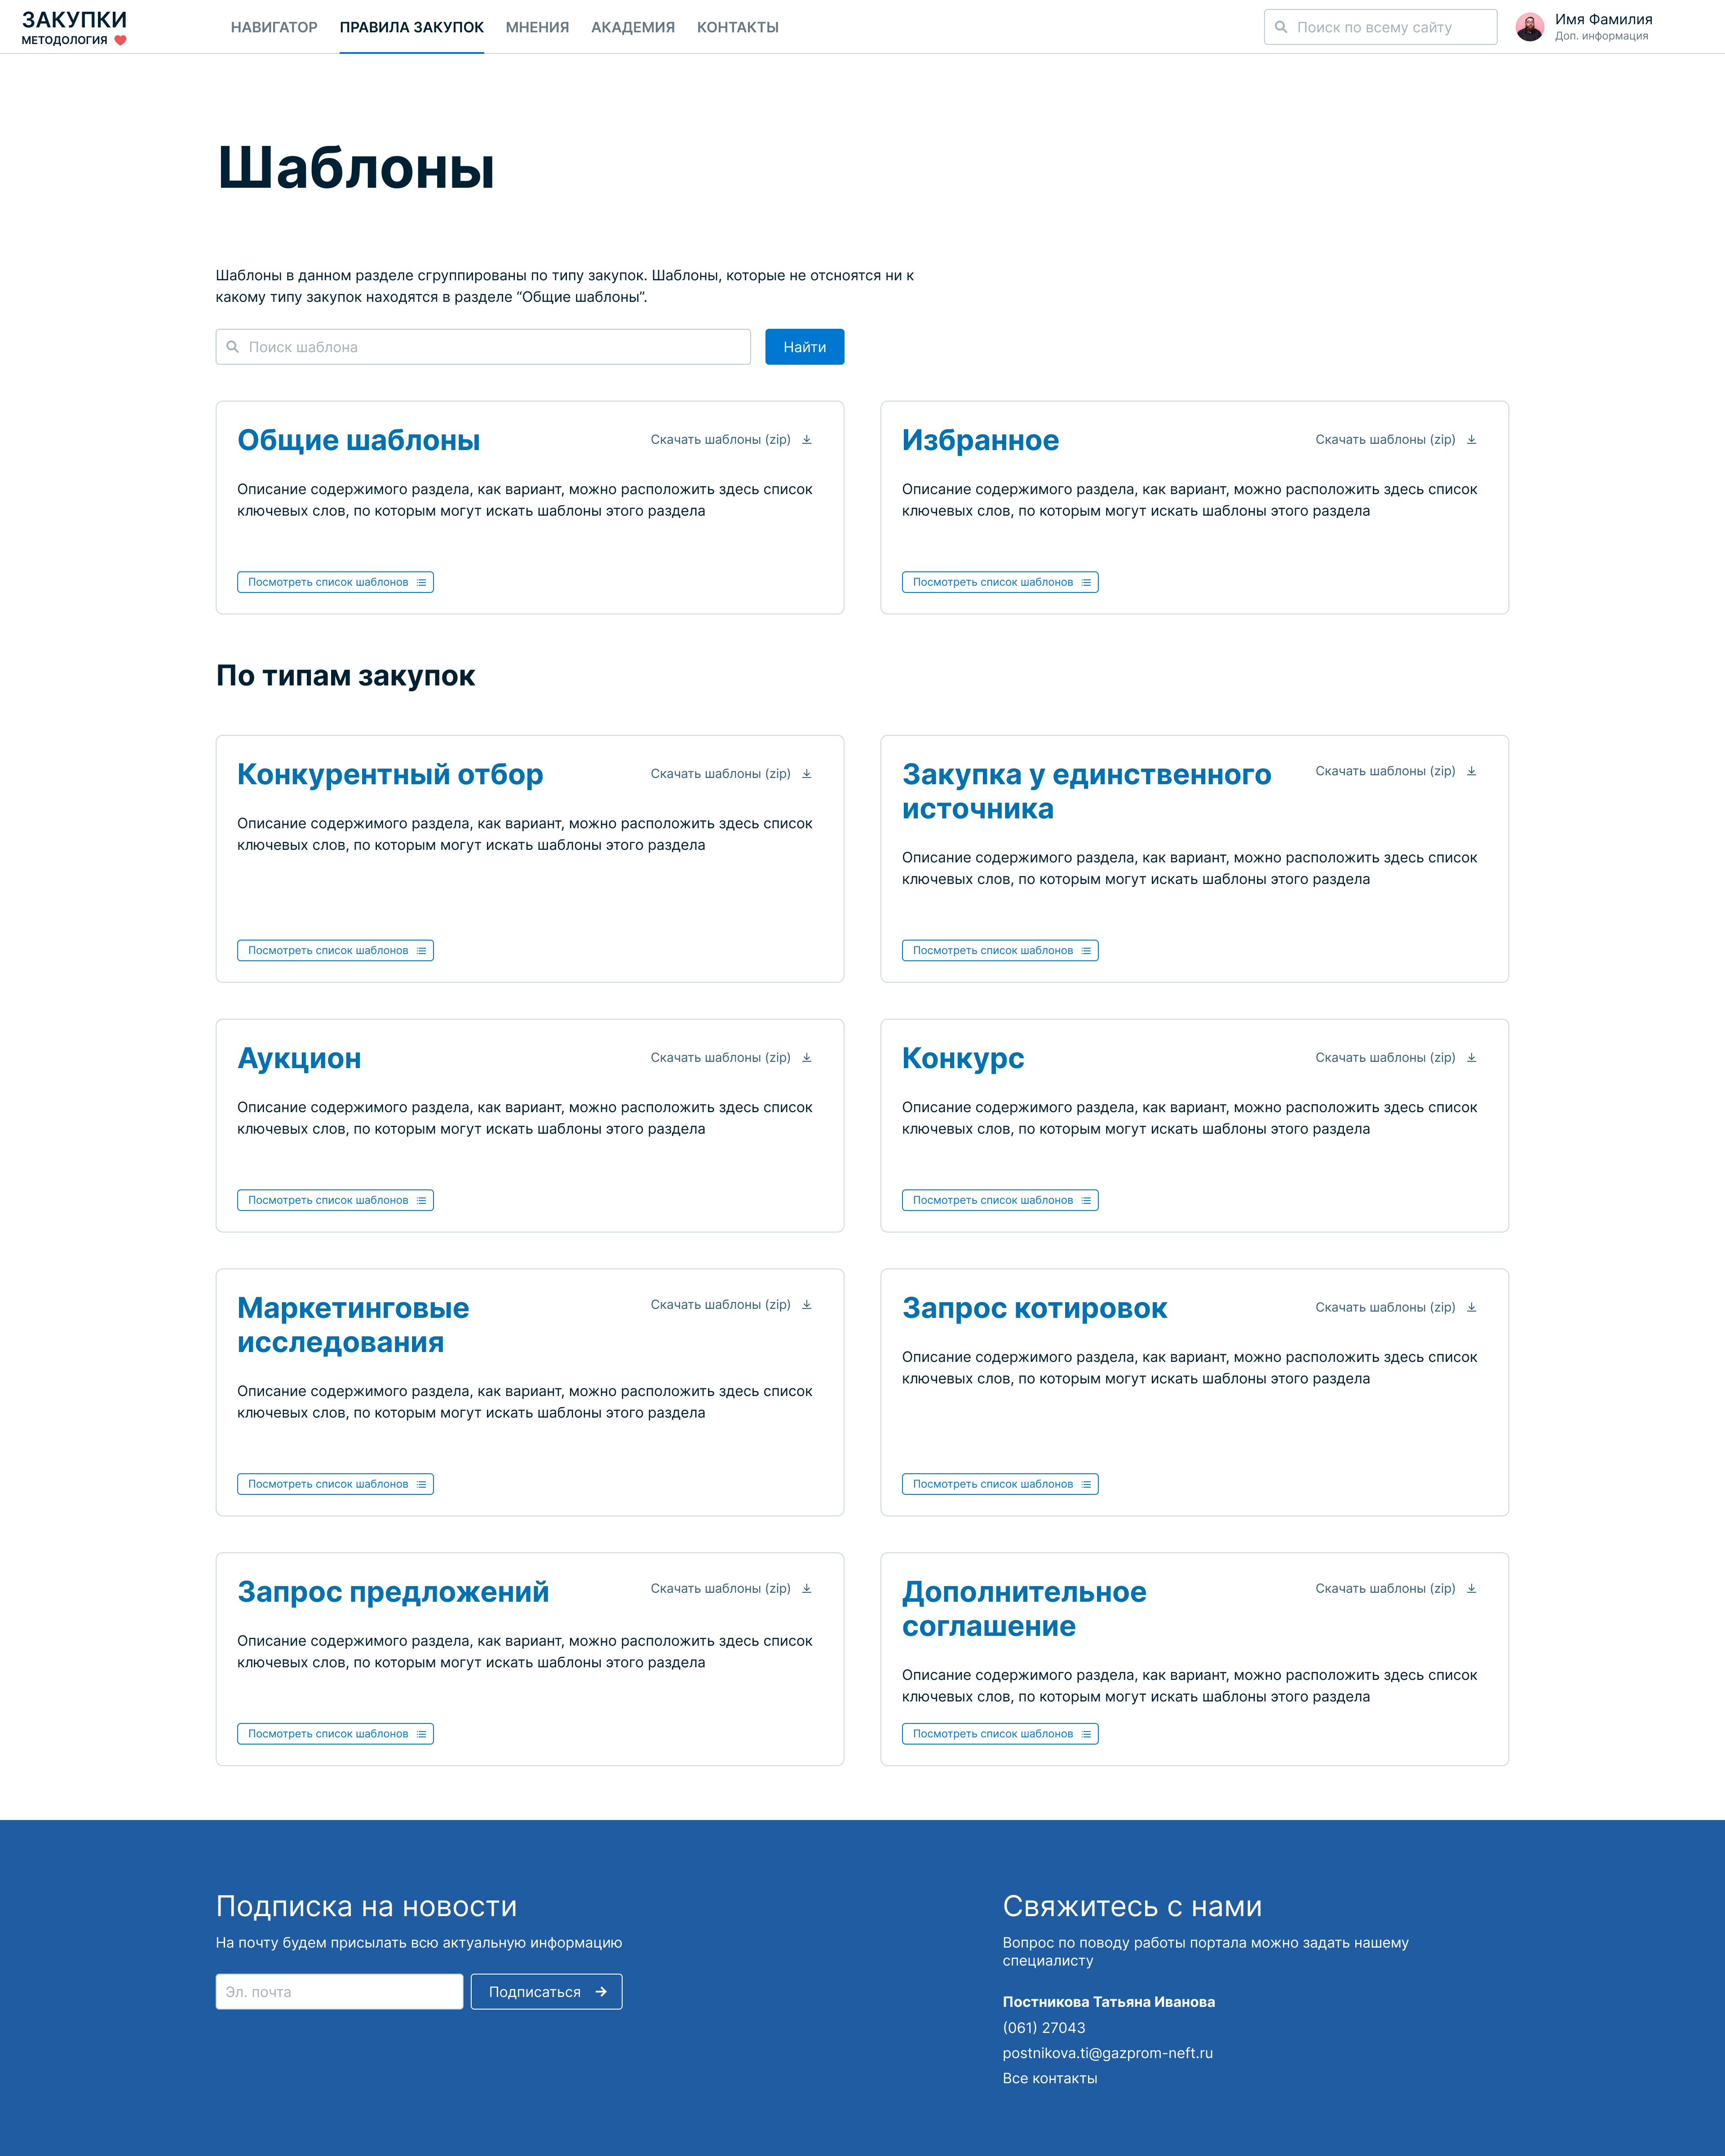 ЗАКУПКИ
МЕТОДОЛОГИЯ
НАВИГАТОР
ПРАВИЛА ЗАКУПОК
МНЕНИЯ
АКАДЕМИЯ
КОНТАКТЫ
Поиск по всему сайту
Имя Фамилия
Доп. информация
Шаблоны
Шаблоны в данном разделе сгруппированы по типу закупок. Шаблоны, которые не отсноятся ни к
какому типу закупок находятся в разделе “Общие шаблоны”.
Поиск шаблона
Найти
Общие шаблоны
Скачать шаблоны (zip)
Описание содержимого раздела, как вариант, можно расположить здесь список
ключевых слов, по которым могут искать шаблоны этого раздела
Посмотреть список шаблонов
Избранное
Скачать шаблоны (zip)
Описание содержимого раздела, как вариант, можно расположить здесь список
ключевых слов, по которым могут искать шаблоны этого раздела
Посмотреть список шаблонов
По типам закупок
Конкурентный отбор
Скачать шаблоны (zip)
Описание содержимого раздела, как вариант, можно расположить здесь список
ключевых слов, по которым могут искать шаблоны этого раздела
Посмотреть список шаблонов
Закупка у единственного
источника
Скачать шаблоны (zip)
Описание содержимого раздела, как вариант, можно расположить здесь список
ключевых слов, по которым могут искать шаблоны этого раздела
Посмотреть список шаблонов
Аукцион
Скачать шаблоны (zip)
Описание содержимого раздела, как вариант, можно расположить здесь список
ключевых слов, по которым могут искать шаблоны этого раздела
Посмотреть список шаблонов
Конкурс
Скачать шаблоны (zip)
Описание содержимого раздела, как вариант, можно расположить здесь список
ключевых слов, по которым могут искать шаблоны этого раздела
Посмотреть список шаблонов
Маркетинговые
исследования
Скачать шаблоны (zip)
Описание содержимого раздела, как вариант, можно расположить здесь список
ключевых слов, по которым могут искать шаблоны этого раздела
Посмотреть список шаблонов
Запрос котировок
Скачать шаблоны (zip)
Описание содержимого раздела, как вариант, можно расположить здесь список
ключевых слов, по которым могут искать шаблоны этого раздела
Посмотреть список шаблонов
Запрос предложений
Скачать шаблоны (zip)
Описание содержимого раздела, как вариант, можно расположить здесь список
ключевых слов, по которым могут искать шаблоны этого раздела
Посмотреть список шаблонов
Дополнительное
соглашение
Скачать шаблоны (zip)
Описание содержимого раздела, как вариант, можно расположить здесь список
ключевых слов, по которым могут искать шаблоны этого раздела
Посмотреть список шаблонов
Подписка на новости
На почту будем присылать всю актуальную информацию
Эл. почта
Подписаться
Свяжитесь с нами
Вопрос по поводу работы портала можно задать нашему
специалисту
Постникова Татьяна Иванова
(061) 27043
postnikova.ti@gazprom-neft.ru
Все контакты